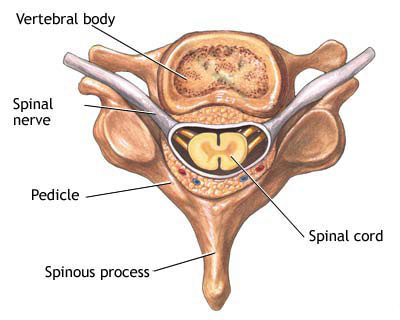 Vertebral body
Spinal
nerve
Pedicle
Spinal cord
Spinous process